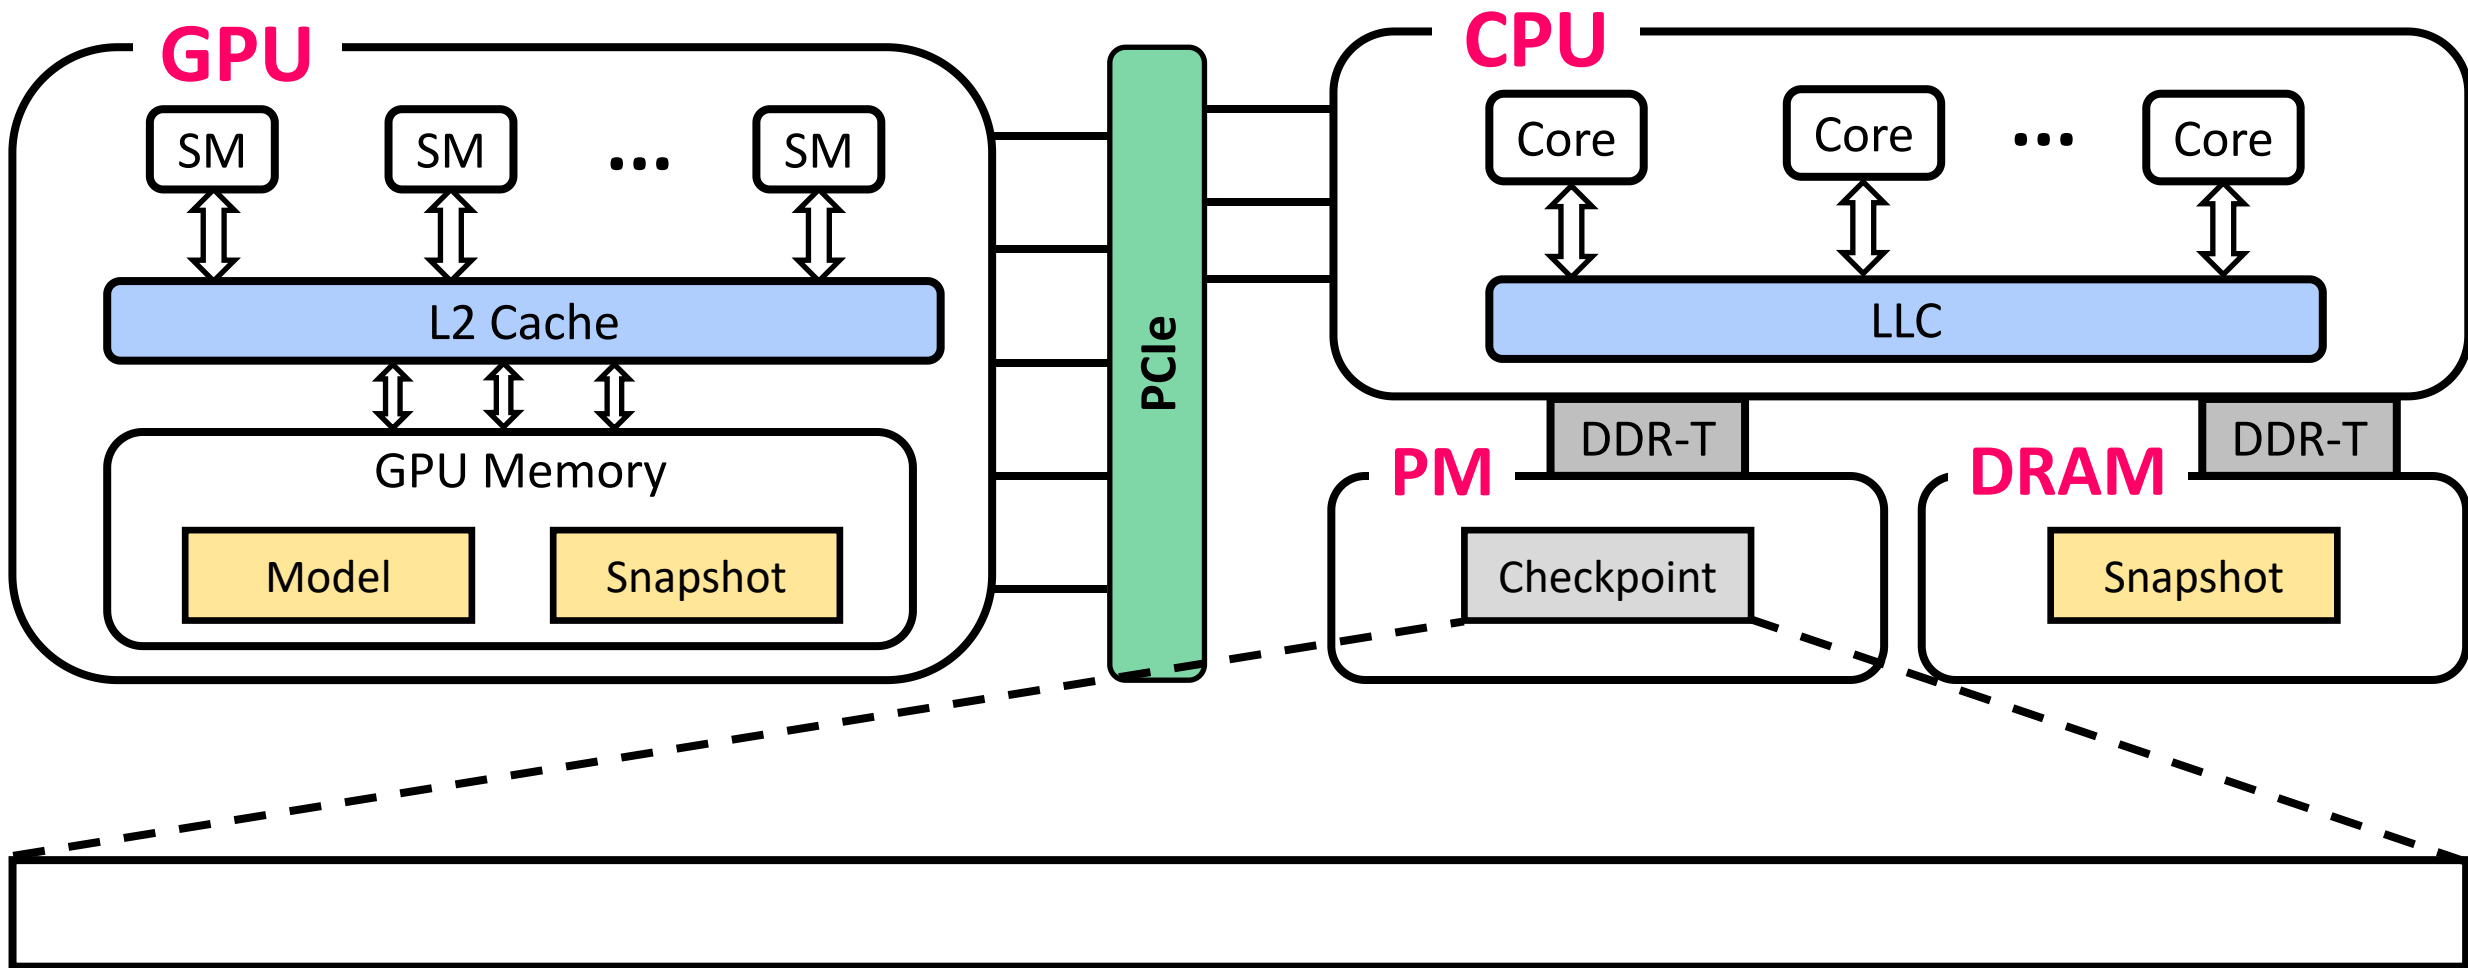 GPU
SM
SM
...
SM
L2 Cache
GPU Memory
Model
Snapshot
PCIe
CPU
Core
Core
...
Core
LLC
DDR-T
DDR-T
PM
Checkpoint
DRAM
Snapshot